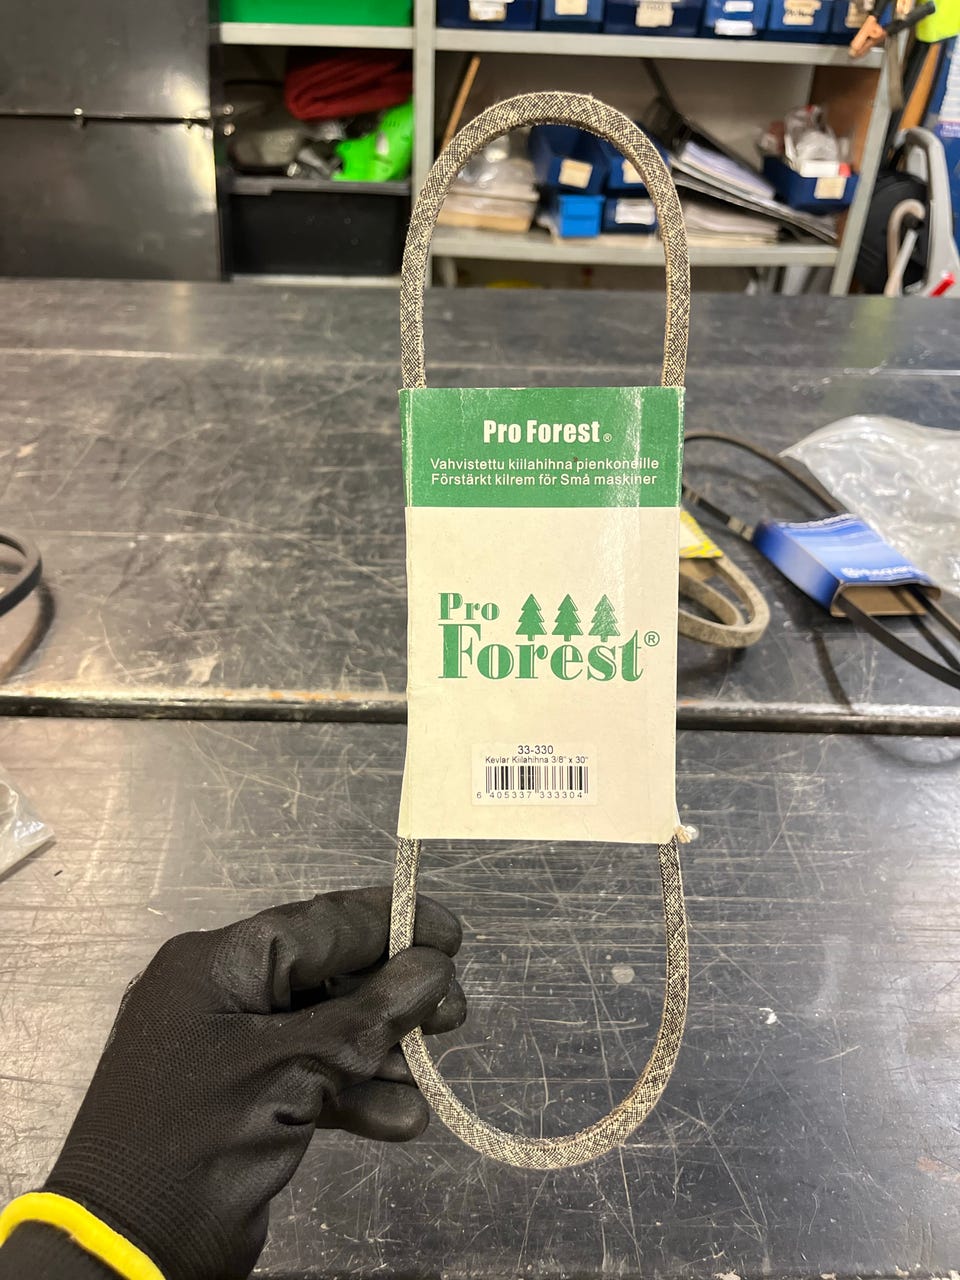 Pro Forest ®
Vahvistettu kiilahihna pienkoneille
Förstärkt kilrem för Små maskiner
Pro
Forest®
33-330
Kevlar Kiilahihna 3/8" x 30"
6 405337 333304